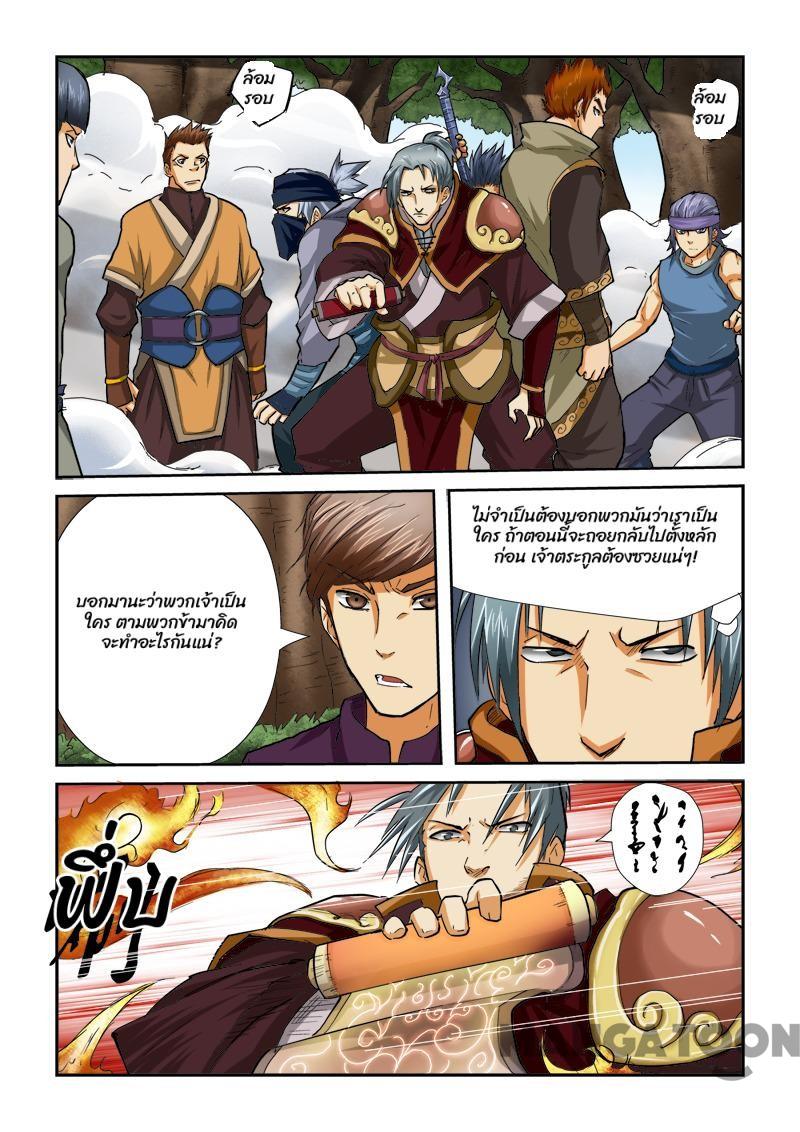 ล้อม
รอบ
ล้อม
รอบ
บอกมานะว่าพวกเจ้าเป็น
ใคร ตามพวกข้ามาคิด
จะทำอะไรกันแน่?
ไม่จำเป็นต้องบอกพวกมันว่าเราเป็น
ใคร ถ้าตอนนี้จะถอยกลับไปตั้งหลัก
ก่อน เจ้าตระกูลต้องซวยแน่ๆ!
ฟึ่บ
MANGATOON